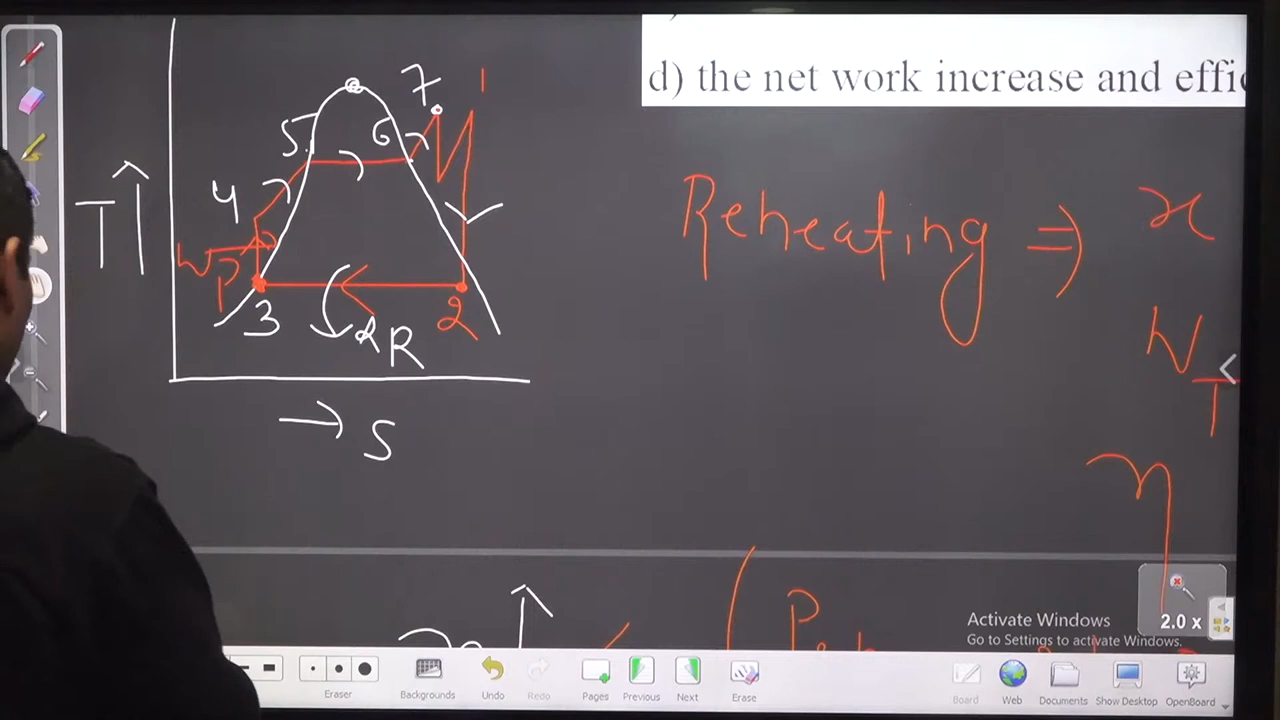 d) the net work increase and effic
7 1
5 6
4
T
WP
3 2
QR
S
Reheating ⇒ x
W_T
η
P
2.0 x
Activate Windows
Go to Settings to activate Windows.
Eraser
Backgrounds
Undo
Redo
Pages
Previous
Next
Erase
Board
Web
Documents
Show Desktop
OpenBoard